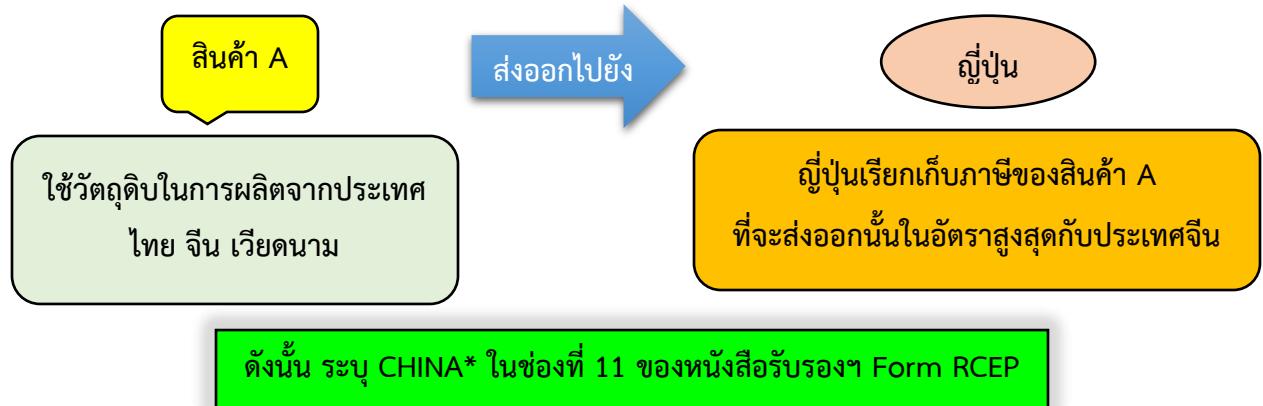 สินค้า A
ส่งออกไปยัง
ญี่ปุ่น
ใช้วัตถุดิบในการผลิตจากประเทศ
ไทย จีน เวียดนาม
ญี่ปุ่นเรียกเก็บภาษีของสินค้า A
ที่จะส่งออกนั้นในอัตราสูงสุดกับประเทศจีน
ดังนั้น ระบุ CHINA* ในช่องที่ 11 ของหนังสือรับรองฯ Form RCEP